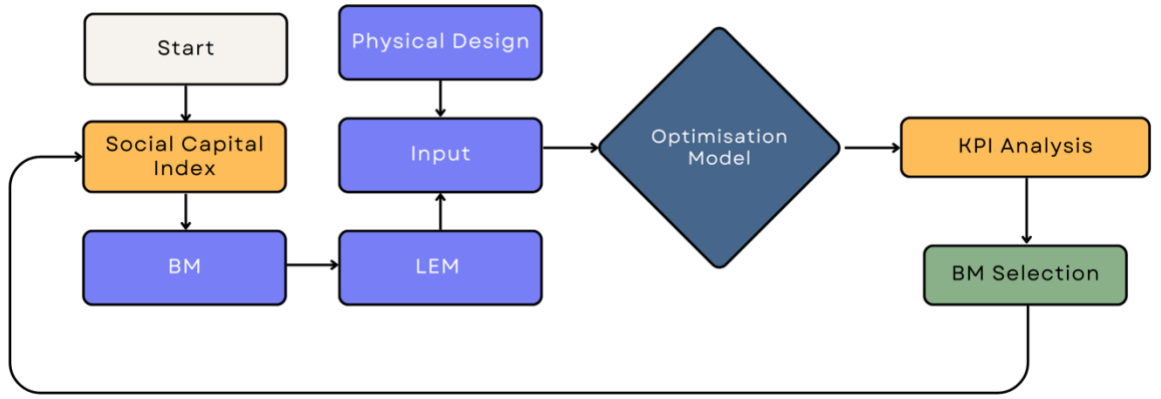 Start
Physical Design
Social Capital
Index
Input
Optimisation
Model
KPI Analysis
BM
LEM
BM Selection